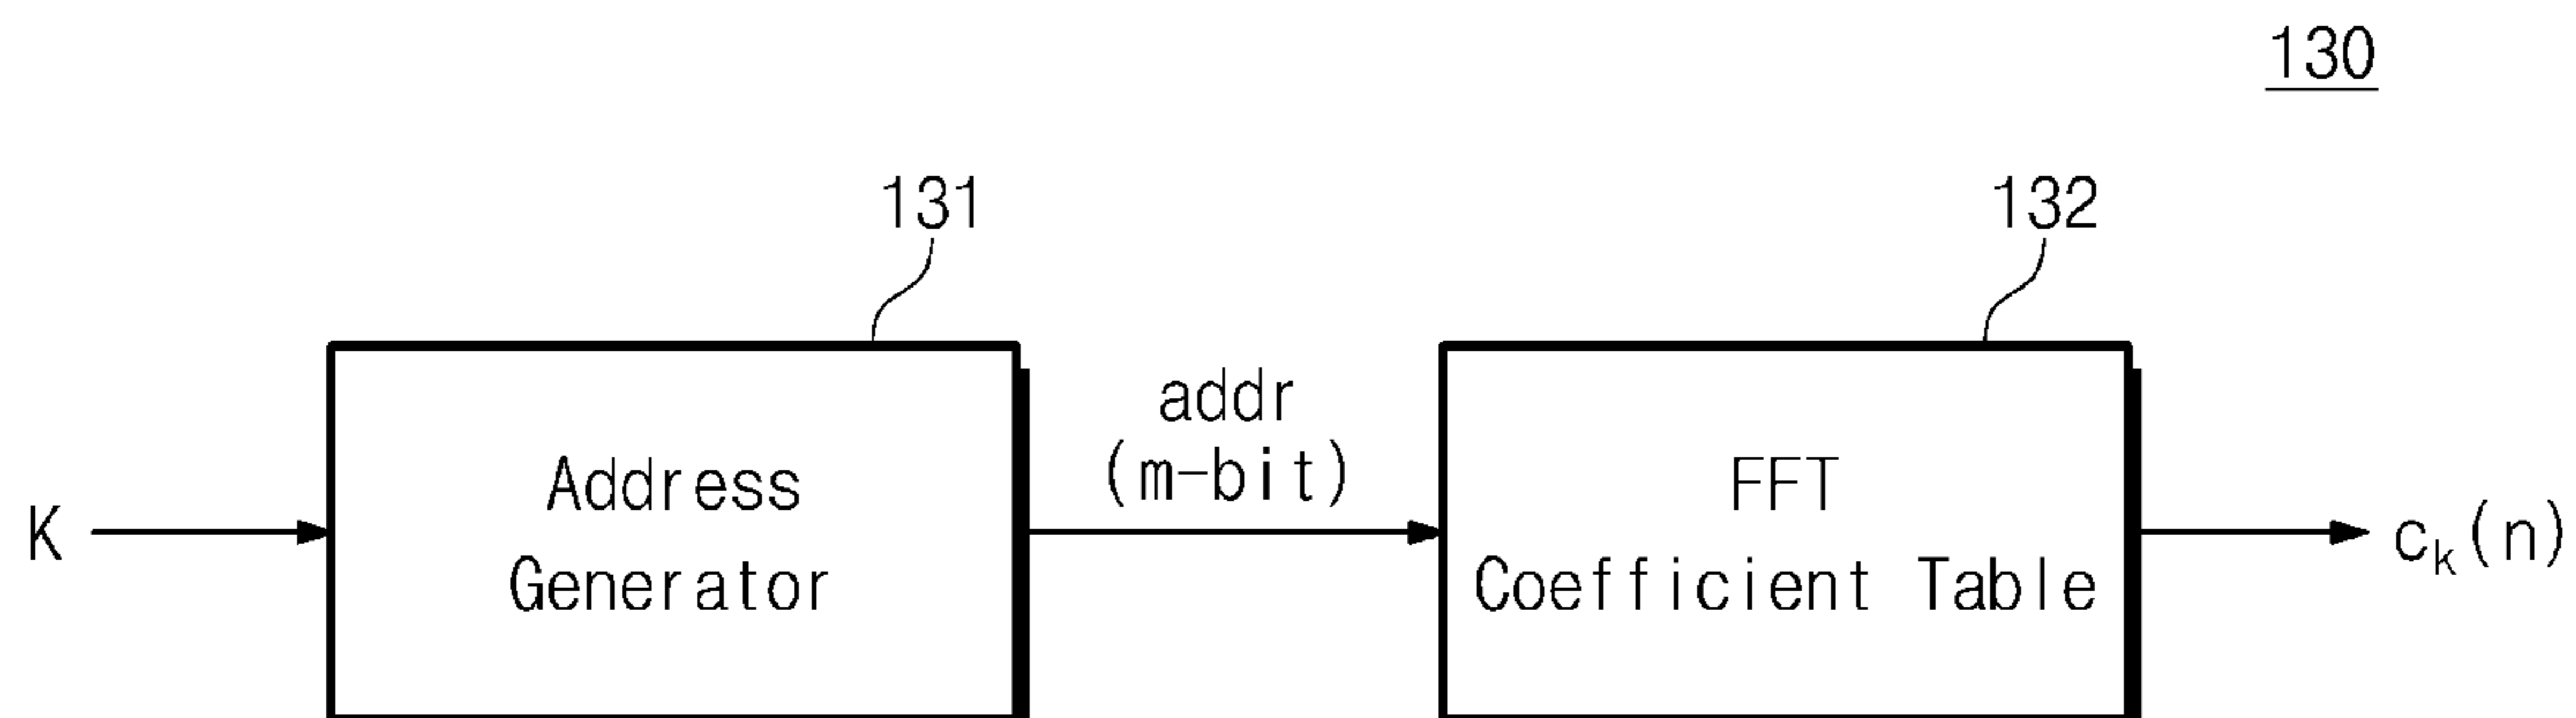 130
131
132
K
Address
Generator
addr
(m-bit)
FFT
Coefficient Table
cₖ(n)